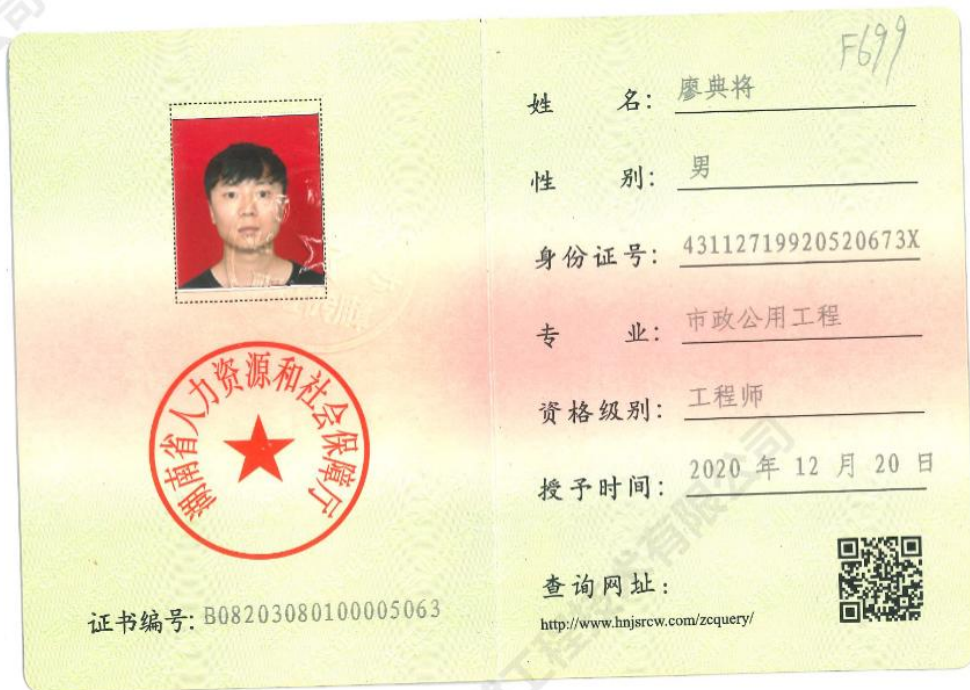 F699
姓 名: 廖典将
性 别: 男
身份证号: 43112719920520673X
专 业: 市政公用工程
资格级别: 工程师
授予时间: 2020 年 12 月 20 日
查询网址:
http://www.hnjsrcw.com/zcquery/
湖南省人力资源和社会保障厅
证书编号: B08203080100005063